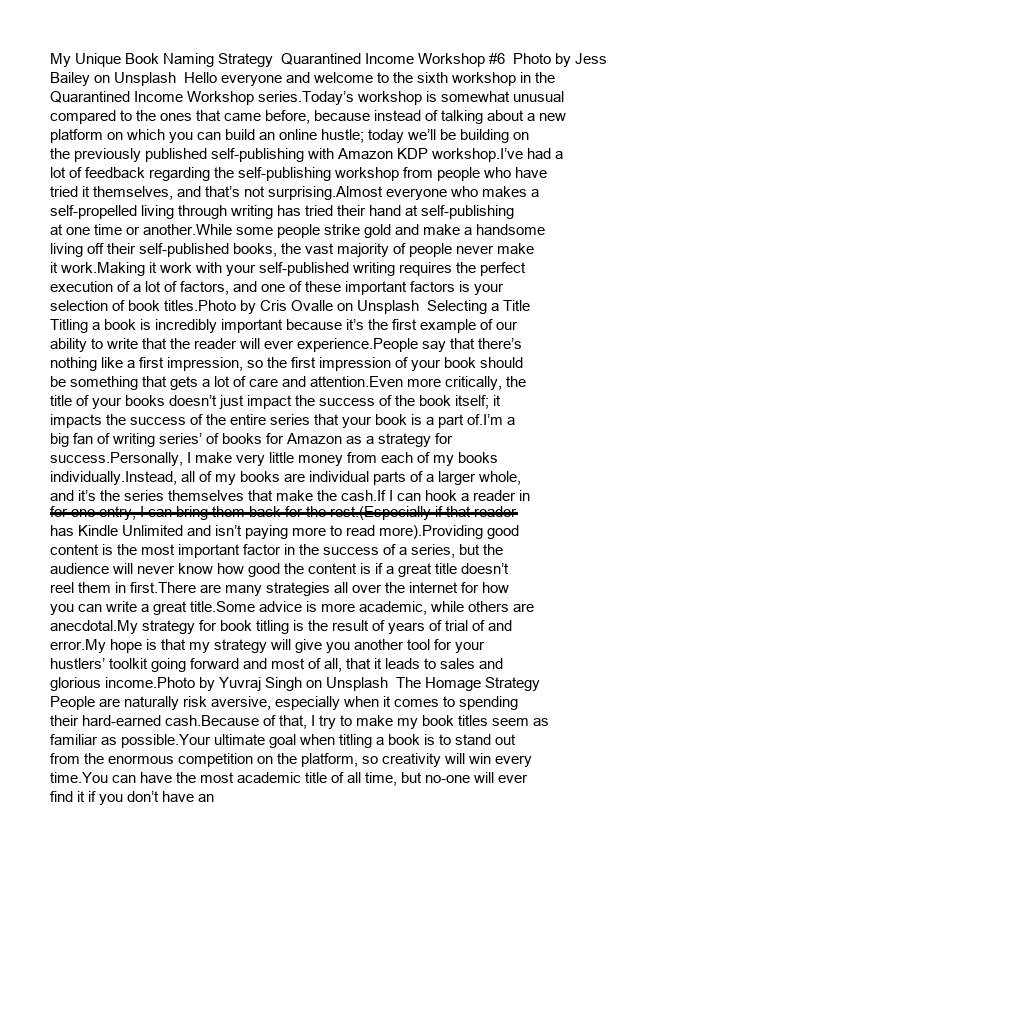 My Unique Book Naming Strategy  Quarantined Income Workshop #6  Photo by Jess
Bailey on Unsplash  Hello everyone and welcome to the sixth workshop in the
Quarantined Income Workshop series.Today’s workshop is somewhat unusual
compared to the ones that came before, because instead of talking about a new
platform on which you can build an online hustle; today we’ll be building on
the previously published self-publishing with Amazon KDP workshop.I’ve had a
lot of feedback regarding the self-publishing workshop from people who have
tried it themselves, and that’s not surprising.Almost everyone who makes a
self-propelled living through writing has tried their hand at self-publishing
at one time or another.While some people strike gold and make a handsome
living off their self-published books, the vast majority of people never make
it work.Making it work with your self-published writing requires the perfect
execution of a lot of factors, and one of these important factors is your
selection of book titles.Photo by Cris Ovalle on Unsplash  Selecting a Title
Titling a book is incredibly important because it’s the first example of our
ability to write that the reader will ever experience.People say that there’s
nothing like a first impression, so the first impression of your book should
be something that gets a lot of care and attention.Even more critically, the
title of your books doesn’t just impact the success of the book itself; it
impacts the success of the entire series that your book is a part of.I’m a
big fan of writing series’ of books for Amazon as a strategy for
success.Personally, I make very little money from each of my books
individually.Instead, all of my books are individual parts of a larger whole,
and it’s the series themselves that make the cash.If I can hook a reader in
for one entry, I can bring them back for the rest.(Especially if that reader
has Kindle Unlimited and isn’t paying more to read more).Providing good
content is the most important factor in the success of a series, but the
audience will never know how good the content is if a great title doesn’t
reel them in first.There are many strategies all over the internet for how
you can write a great title.Some advice is more academic, while others are
anecdotal.My strategy for book titling is the result of years of trial of and
error.My hope is that my strategy will give you another tool for your
hustlers’ toolkit going forward and most of all, that it leads to sales and
glorious income.Photo by Yuvraj Singh on Unsplash  The Homage Strategy
People are naturally risk aversive, especially when it comes to spending
their hard-earned cash.Because of that, I try to make my book titles seem as
familiar as possible.Your ultimate goal when titling a book is to stand out
from the enormous competition on the platform, so creativity will win every
time.You can have the most academic title of all time, but no-one will ever
find it if you don’t have an